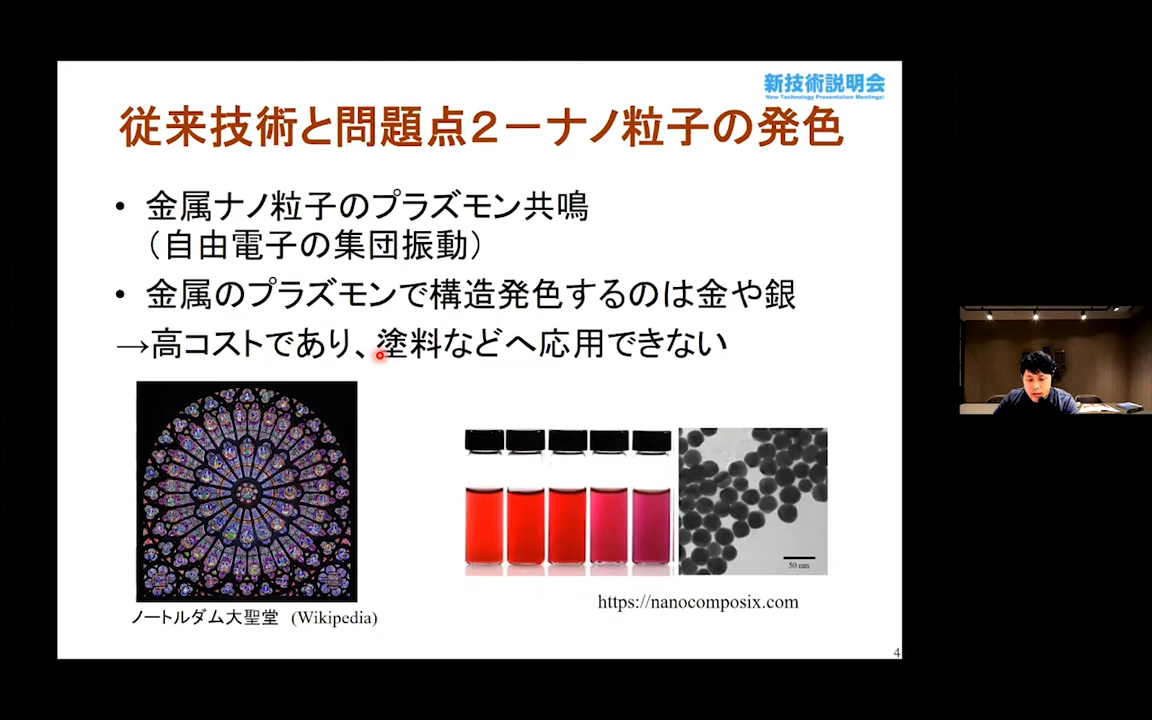 新技術説明会
New Technology Presentation Meetings!
従来技術と問題点2－ナノ粒子の発色
• 金属ナノ粒子のプラズモン共鳴
（自由電子の集団振動）
• 金属のプラズモンで構造発色するのは金や銀
→高コストであり、塗料などへ応用できない
50 nm
https://nanocomposix.com
ノートルダム大聖堂 (Wikipedia)
4